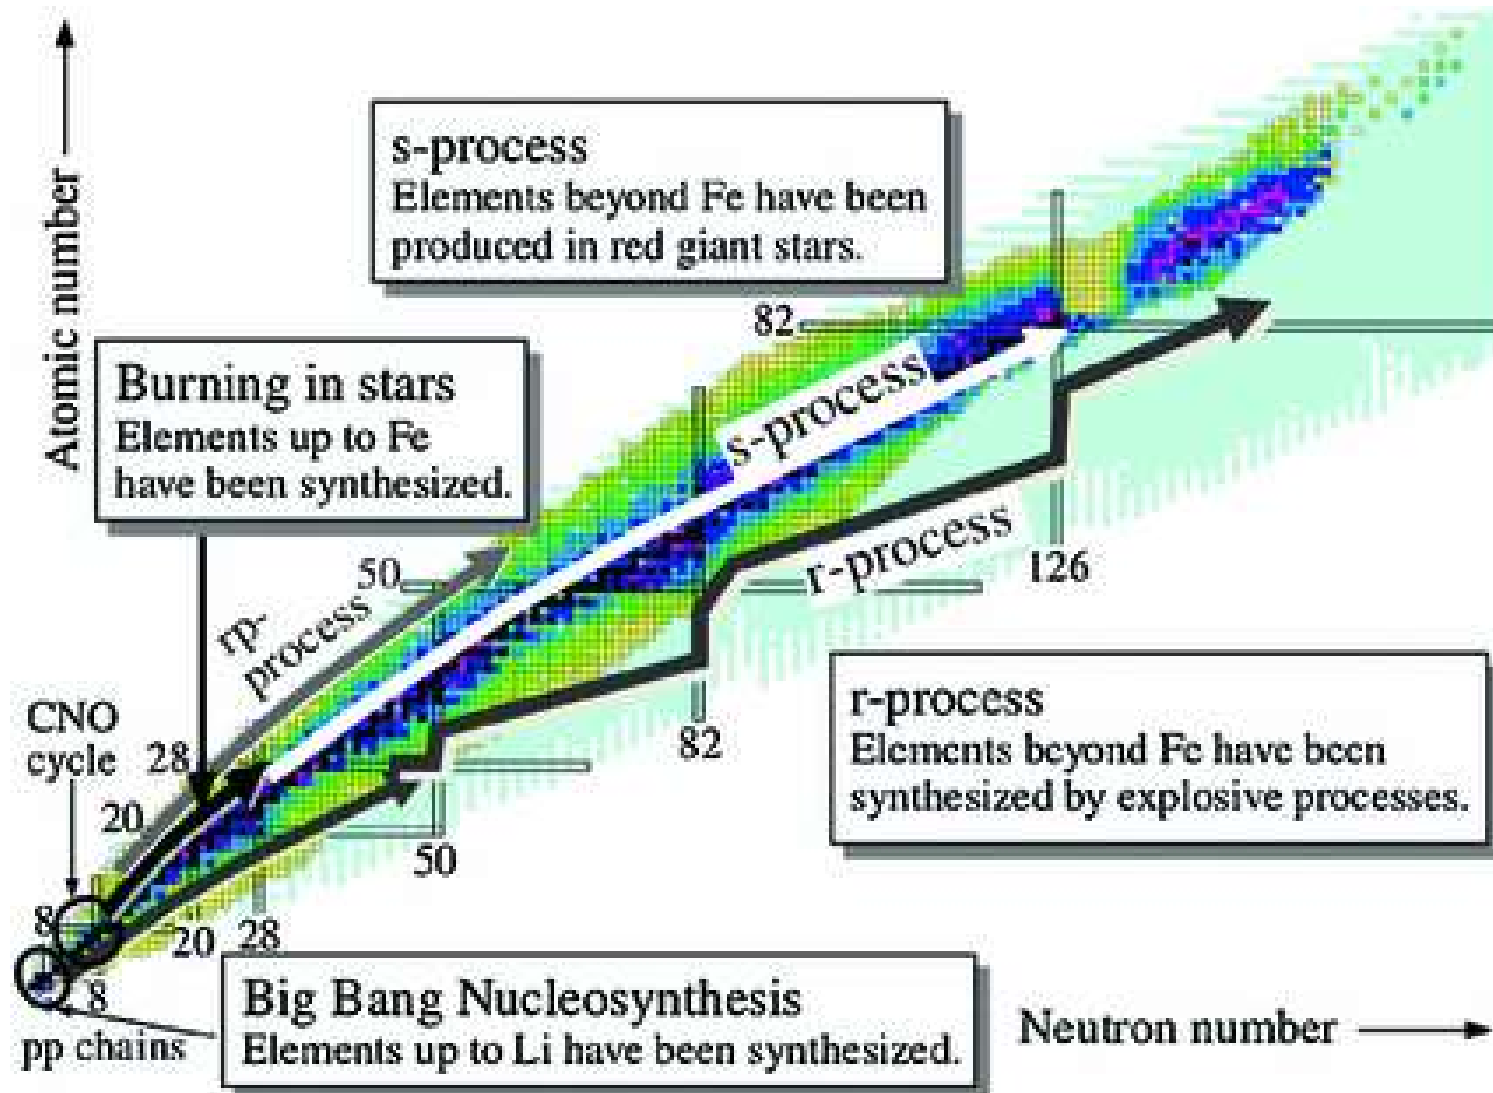 Atomic number
s-process
Elements beyond Fe have been
produced in red giant stars.
82
Burning in stars
Elements up to Fe
have been synthesized.
s-process
r-process
126
50
rp-
process
r-process
Elements beyond Fe have been
synthesized by explosive processes.
CNO
cycle
28
82
20
50
8
20
28
8
Big Bang Nucleosynthesis
Elements up to Li have been synthesized.
pp chains
Neutron number